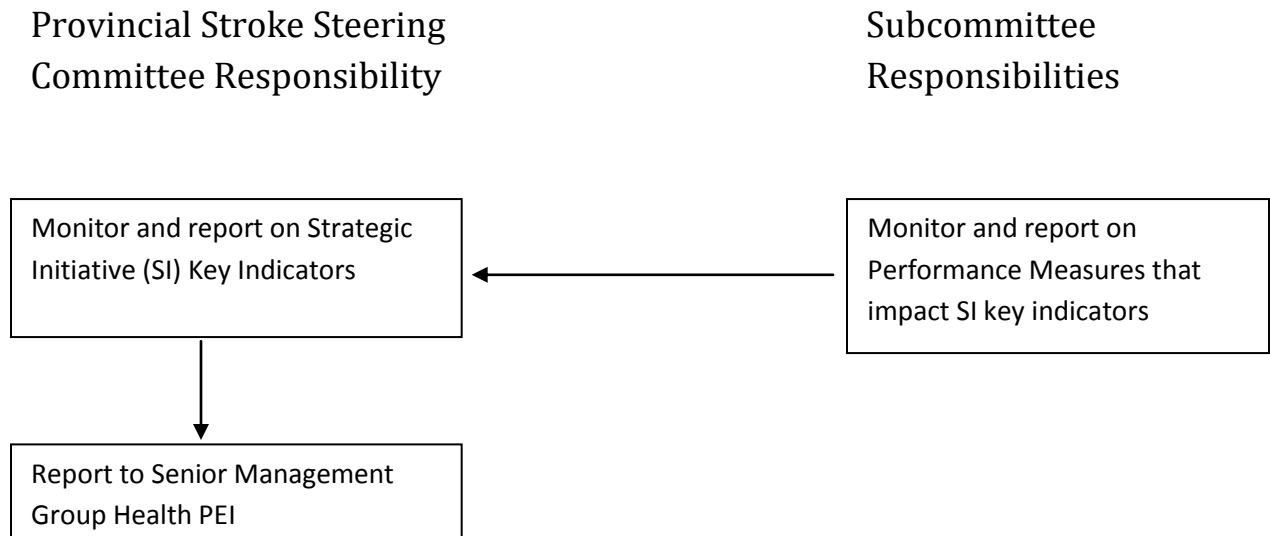 Provincial Stroke Steering
Committee Responsibility
Subcommittee
Responsibilities
Monitor and report on Strategic
Initiative (SI) Key Indicators
Monitor and report on
Performance Measures that
impact SI key indicators
Report to Senior Management
Group Health PEI